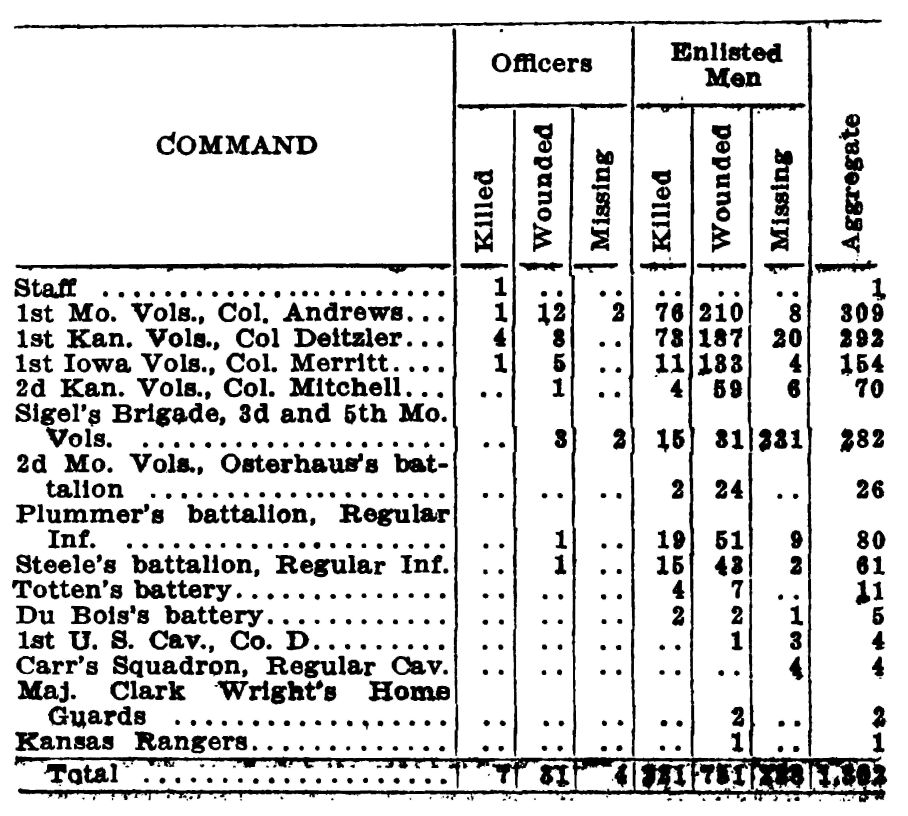 COMMAND
Officers
Enlisted
Men
Killed
Wounded
Missing
Killed
Wounded
Missing
Aggregate
Staff ........................ 1 .. .. .. .. .. 1
1st Mo. Vols., Col. Andrews... 1 12 2 76 210 8 309
1st Kan. Vols., Col Deitzler... 4 8 .. 73 187 20 292
1st Iowa Vols., Col. Merritt.... 1 5 .. 11 133 4 154
2d Kan. Vols., Col. Mitchell... .. 1 .. 4 59 6 70
Sigel's Brigade, 3d and 5th Mo.
Vols. ..................... .. 3 2 15 31 231 282
2d Mo. Vols., Osterhaus's bat-
talion .................... .. .. .. 2 24 .. 26
Plummer's battalion, Regular
Inf. ...................... .. 1 .. 19 51 9 80
Steele's battalion, Regular Inf. .. 1 .. 15 43 2 61
Totten's battery.............. .. .. .. 4 7 .. 11
Du Bois's battery............ .. .. .. 2 2 1 5
1st U. S. Cav., Co. D......... .. .. .. .. 1 3 4
Carr's Squadron, Regular Cav. .. .. .. .. .. 4 4
Maj. Clark Wright's Home
Guards .................. .. .. .. .. 2 .. 2
Kansas Rangers............. .. .. .. .. 1 .. 1
Total .................... 7 31 4 221 751 288 1,302